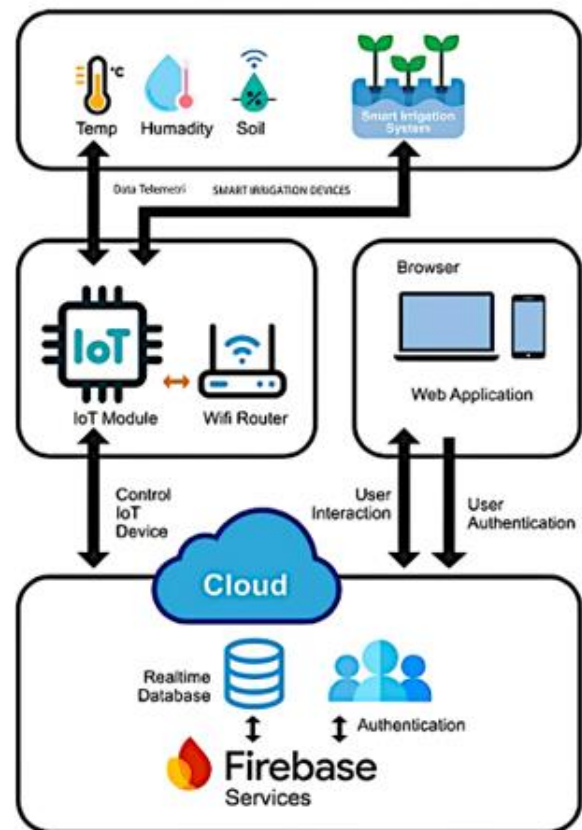 °C
%
Temp
Humadity
Soil
Smart Irrigation
System
Data Telemetri
SMART IRRIGATION DEVICES
IoT
IoT Module
Wifi Router
Browser
Web Application
Control
IoT
Device
User
Interaction
User
Authentication
Cloud
Realtime
Database
Authentication
Firebase
Services